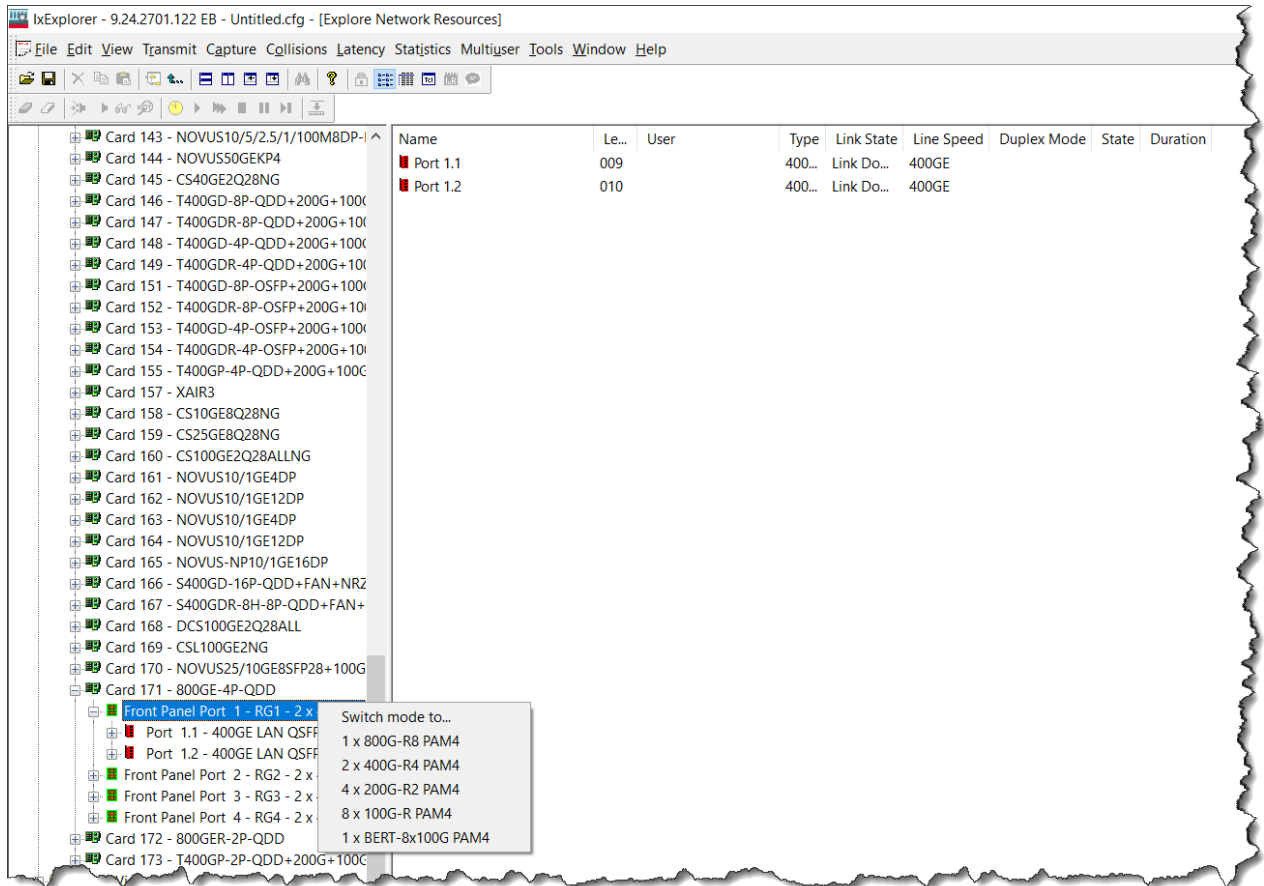 IxExplorer - 9.24.2701.122 EB - Untitled.cfg - [Explore Network Resources]
File Edit View Transmit Capture Collisions Latency Statistics Multiuser Tools Window Help
Tcl
Card 143 - NOVUS10/5/2.5/1/100M8DP-
Card 144 - NOVUS50GEKP4
Card 145 - CS40GE2Q28NG
Card 146 - T400GD-8P-QDD+200G+100
Card 147 - T400GDR-8P-QDD+200G+10
Card 148 - T400GD-4P-QDD+200G+100
Card 149 - T400GDR-4P-QDD+200G+10
Card 151 - T400GD-8P-OSFP+200G+100
Card 152 - T400GDR-8P-OSFP+200G+10
Card 153 - T400GD-4P-OSFP+200G+100
Card 154 - T400GDR-4P-OSFP+200G+10
Card 155 - T400GP-4P-QDD+200G+100G
Card 157 - XAIR3
Card 158 - CS10GE8Q28NG
Card 159 - CS25GE8Q28NG
Card 160 - CS100GE2Q28ALLNG
Card 161 - NOVUS10/1GE4DP
Card 162 - NOVUS10/1GE12DP
Card 163 - NOVUS10/1GE4DP
Card 164 - NOVUS10/1GE12DP
Card 165 - NOVUS-NP10/1GE16DP
Card 166 - S400GD-16P-QDD+FAN+NRZ
Card 167 - S400GDR-8H-8P-QDD+FAN+
Card 168 - DCS100GE2Q28ALL
Card 169 - CSL100GE2NG
Card 170 - NOVUS25/10GE8SFP28+100G
Card 171 - 800GE-4P-QDD
Front Panel Port 1 - RG1 - 2 x
Port 1.1 - 400GE LAN QSFP
Port 1.2 - 400GE LAN QSFP
Front Panel Port 2 - RG2 - 2 x
Front Panel Port 3 - RG3 - 2 x
Front Panel Port 4 - RG4 - 2 x
Card 172 - 800GER-2P-QDD
Card 173 - T400GP-2P-QDD+200G+100G
Name Le... User Type Link State Line Speed Duplex Mode State Duration
Port 1.1 009 400... Link Do... 400GE
Port 1.2 010 400... Link Do... 400GE
Switch mode to...
1 x 800G-R8 PAM4
2 x 400G-R4 PAM4
4 x 200G-R2 PAM4
8 x 100G-R PAM4
1 x BERT-8x100G PAM4